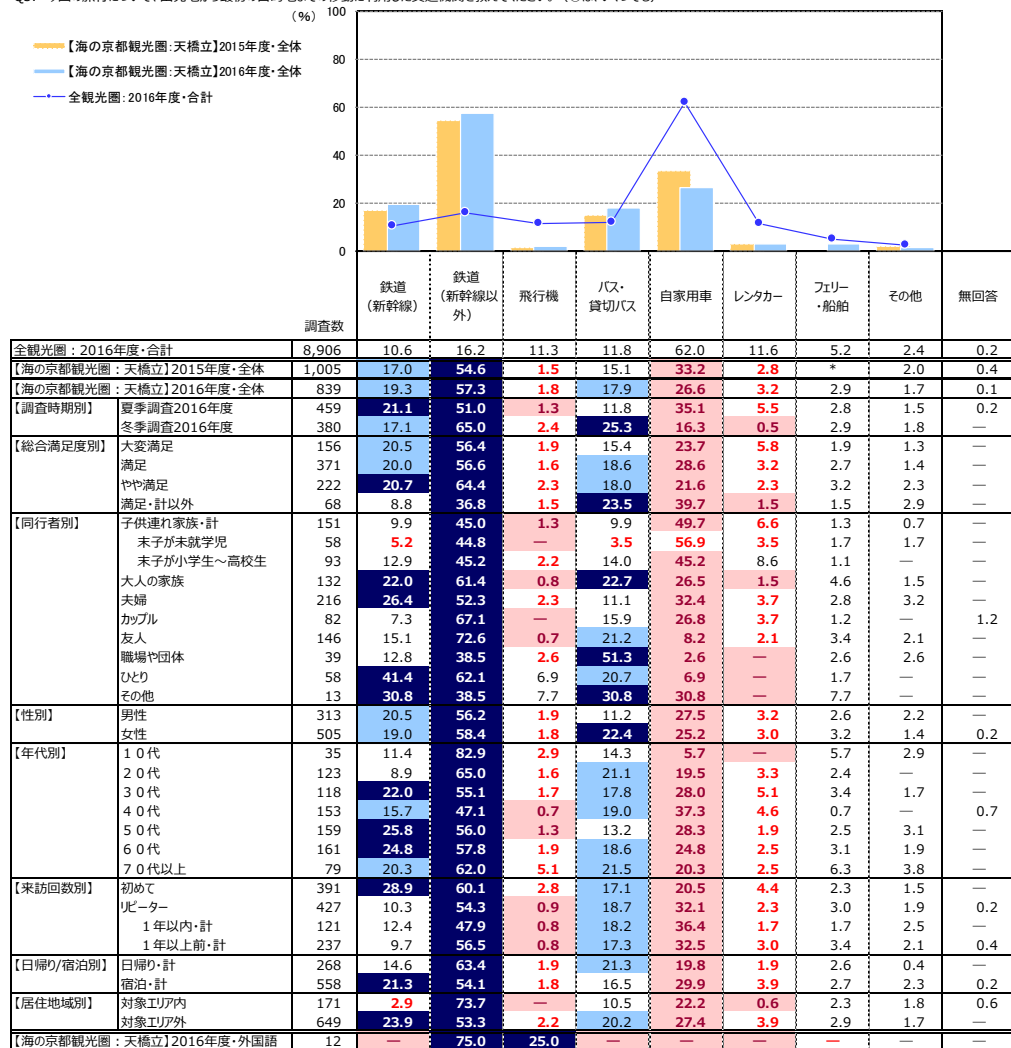 (%)
【海の京都観光圏:天橋立】2015年度・全体
【海の京都観光圏:天橋立】2016年度・全体
全観光圏:2016年度・合計
80
60
40
20
0
調査数 鉄道(新幹線) 鉄道(新幹線以外) 飛行機 バス・貸切バス 自家用車 レンタカー フェリー・船舶 その他 無回答
全観光圏:2016年度・合計 8,906 10.6 16.2 11.3 11.8 62.0 11.6 5.2 2.4 0.2
【海の京都観光圏:天橋立】2015年度・全体 1,005 17.0 54.6 1.5 15.1 33.2 2.8 * 2.0 0.4
【海の京都観光圏:天橋立】2016年度・全体 839 19.3 57.3 1.8 17.9 26.6 3.2 2.9 1.7 0.1
【調査時期別】 夏季調査2016年度 459 21.1 51.0 1.3 11.8 35.1 5.5 2.8 1.5 0.2
冬季調査2016年度 380 17.1 65.0 2.4 25.3 16.3 0.5 2.9 1.8 —
【総合満足度別】 大変満足 156 20.5 56.4 1.9 15.4 23.7 5.8 1.9 1.3 —
満足 371 20.0 56.6 1.6 18.6 28.6 3.2 2.7 1.4 —
やや満足 222 20.7 64.4 2.3 18.0 21.6 2.3 3.2 2.3 —
満足・計以外 68 8.8 36.8 1.5 23.5 39.7 1.5 1.5 2.9 —
【同行者別】 子供連れ家族・計 151 9.9 45.0 1.3 9.9 49.7 6.6 1.3 0.7 —
末子が未就学児 58 5.2 44.8 — 3.5 56.9 3.5 1.7 1.7 —
末子が小学生~高校生 93 12.9 45.2 2.2 14.0 45.2 8.6 1.1 — —
大人の家族 132 22.0 61.4 0.8 22.7 26.5 1.5 4.6 1.5 —
夫婦 216 26.4 52.3 2.3 11.1 32.4 3.7 2.8 3.2 —
カップル 82 7.3 67.1 — 15.9 26.8 3.7 1.2 — 1.2
友人 146 15.1 72.6 0.7 21.2 8.2 2.1 3.4 2.1 —
職場や団体 39 12.8 38.5 2.6 51.3 2.6 — 2.6 2.6 —
ひとり 58 41.4 62.1 6.9 20.7 6.9 — 1.7 — —
その他 13 30.8 38.5 7.7 30.8 30.8 — 7.7 — —
【性別】 男性 313 20.5 56.2 1.9 11.2 27.5 3.2 2.6 2.2 —
女性 505 19.0 58.4 1.8 22.4 25.2 3.0 3.2 1.4 0.2
【年代別】 10代 35 11.4 82.9 2.9 14.3 5.7 — 5.7 2.9 —
20代 123 8.9 65.0 1.6 21.1 19.5 3.3 2.4 — —
30代 118 22.0 55.1 1.7 17.8 28.0 5.1 3.4 1.7 —
40代 153 15.7 47.1 0.7 19.0 37.3 4.6 0.7 — 0.7
50代 159 25.8 56.0 1.3 13.2 28.3 1.9 2.5 3.1 —
60代 161 24.8 57.8 1.9 18.6 24.8 2.5 3.1 1.9 —
70代以上 79 20.3 62.0 5.1 21.5 20.3 2.5 6.3 3.8 —
【来訪回数別】 初めて 391 28.9 60.1 2.8 17.1 20.5 4.4 2.3 1.5 —
リピーター 427 10.3 54.3 0.9 18.7 32.1 2.3 3.0 1.9 0.2
1年以内・計 121 12.4 47.9 0.8 18.2 36.4 1.7 1.7 2.5 —
1年以上前・計 237 9.7 56.5 0.8 17.3 32.5 3.0 3.4 2.1 0.4
【日帰り/宿泊別】 日帰り・計 268 14.6 63.4 1.9 21.3 19.8 1.9 2.6 0.4 —
宿泊・計 558 21.3 54.1 1.8 16.5 29.9 3.9 2.7 2.3 0.2
【居住地域別】 対象エリア内 171 2.9 73.7 — 10.5 22.2 0.6 2.3 1.8 0.6
対象エリア外 649 23.9 53.3 2.2 20.2 27.4 3.9 2.9 1.7 —
【海の京都観光圏:天橋立】2016年度・外国語 12 — 75.0 25.0 — — — — — —